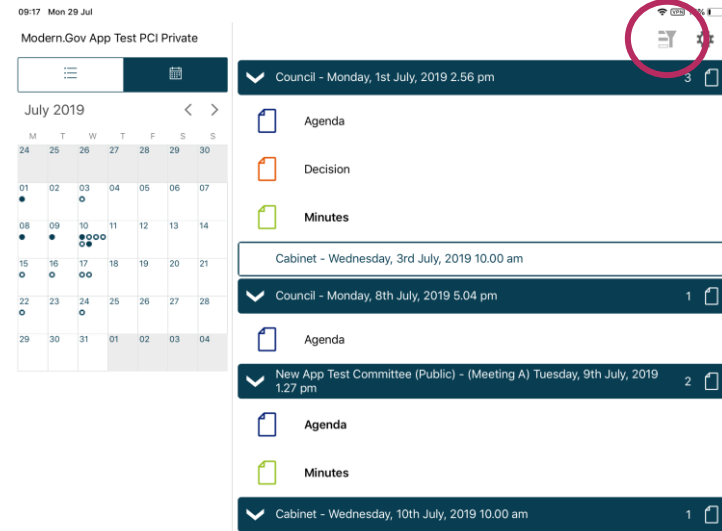 09:17 Mon 29 Jul
VPN
%
Modern.Gov App Test PCI Private
July 2019
M T W T F S S
24 25 26 27 28 29 30
01 02 03 04 05 06 07
08 09 10 11 12 13 14
15 16 17 18 19 20 21
22 23 24 25 26 27 28
29 30 31 01 02 03 04
Council - Monday, 1st July, 2019 2.56 pm 3
Agenda
Decision
Minutes
Cabinet - Wednesday, 3rd July, 2019 10.00 am
Council - Monday, 8th July, 2019 5.04 pm 1
Agenda
New App Test Committee (Public) - (Meeting A) Tuesday, 9th July, 2019
1.27 pm 2
Agenda
Minutes
Cabinet - Wednesday, 10th July, 2019 10.00 am 1